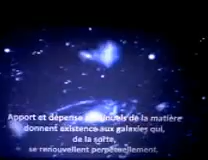 Apport et dépense continuels de la matière
donnent existence aux galaxies qui,
de la sorte,
se renouvellent perpétuellement.